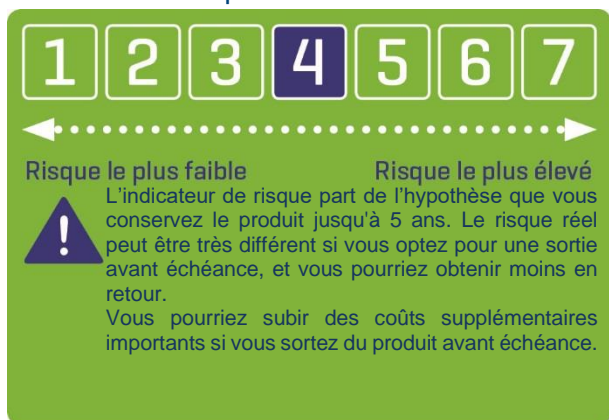 1 2 3 4 5 6 7
Risque le plus faible Risque le plus élevé
L'indicateur de risque part de l'hypothèse que vous
conservez le produit jusqu'à 5 ans. Le risque réel
peut être très différent si vous optez pour une sortie
avant échéance, et vous pourriez obtenir moins en
retour.
Vous pourriez subir des coûts supplémentaires
importants si vous sortez du produit avant échéance.